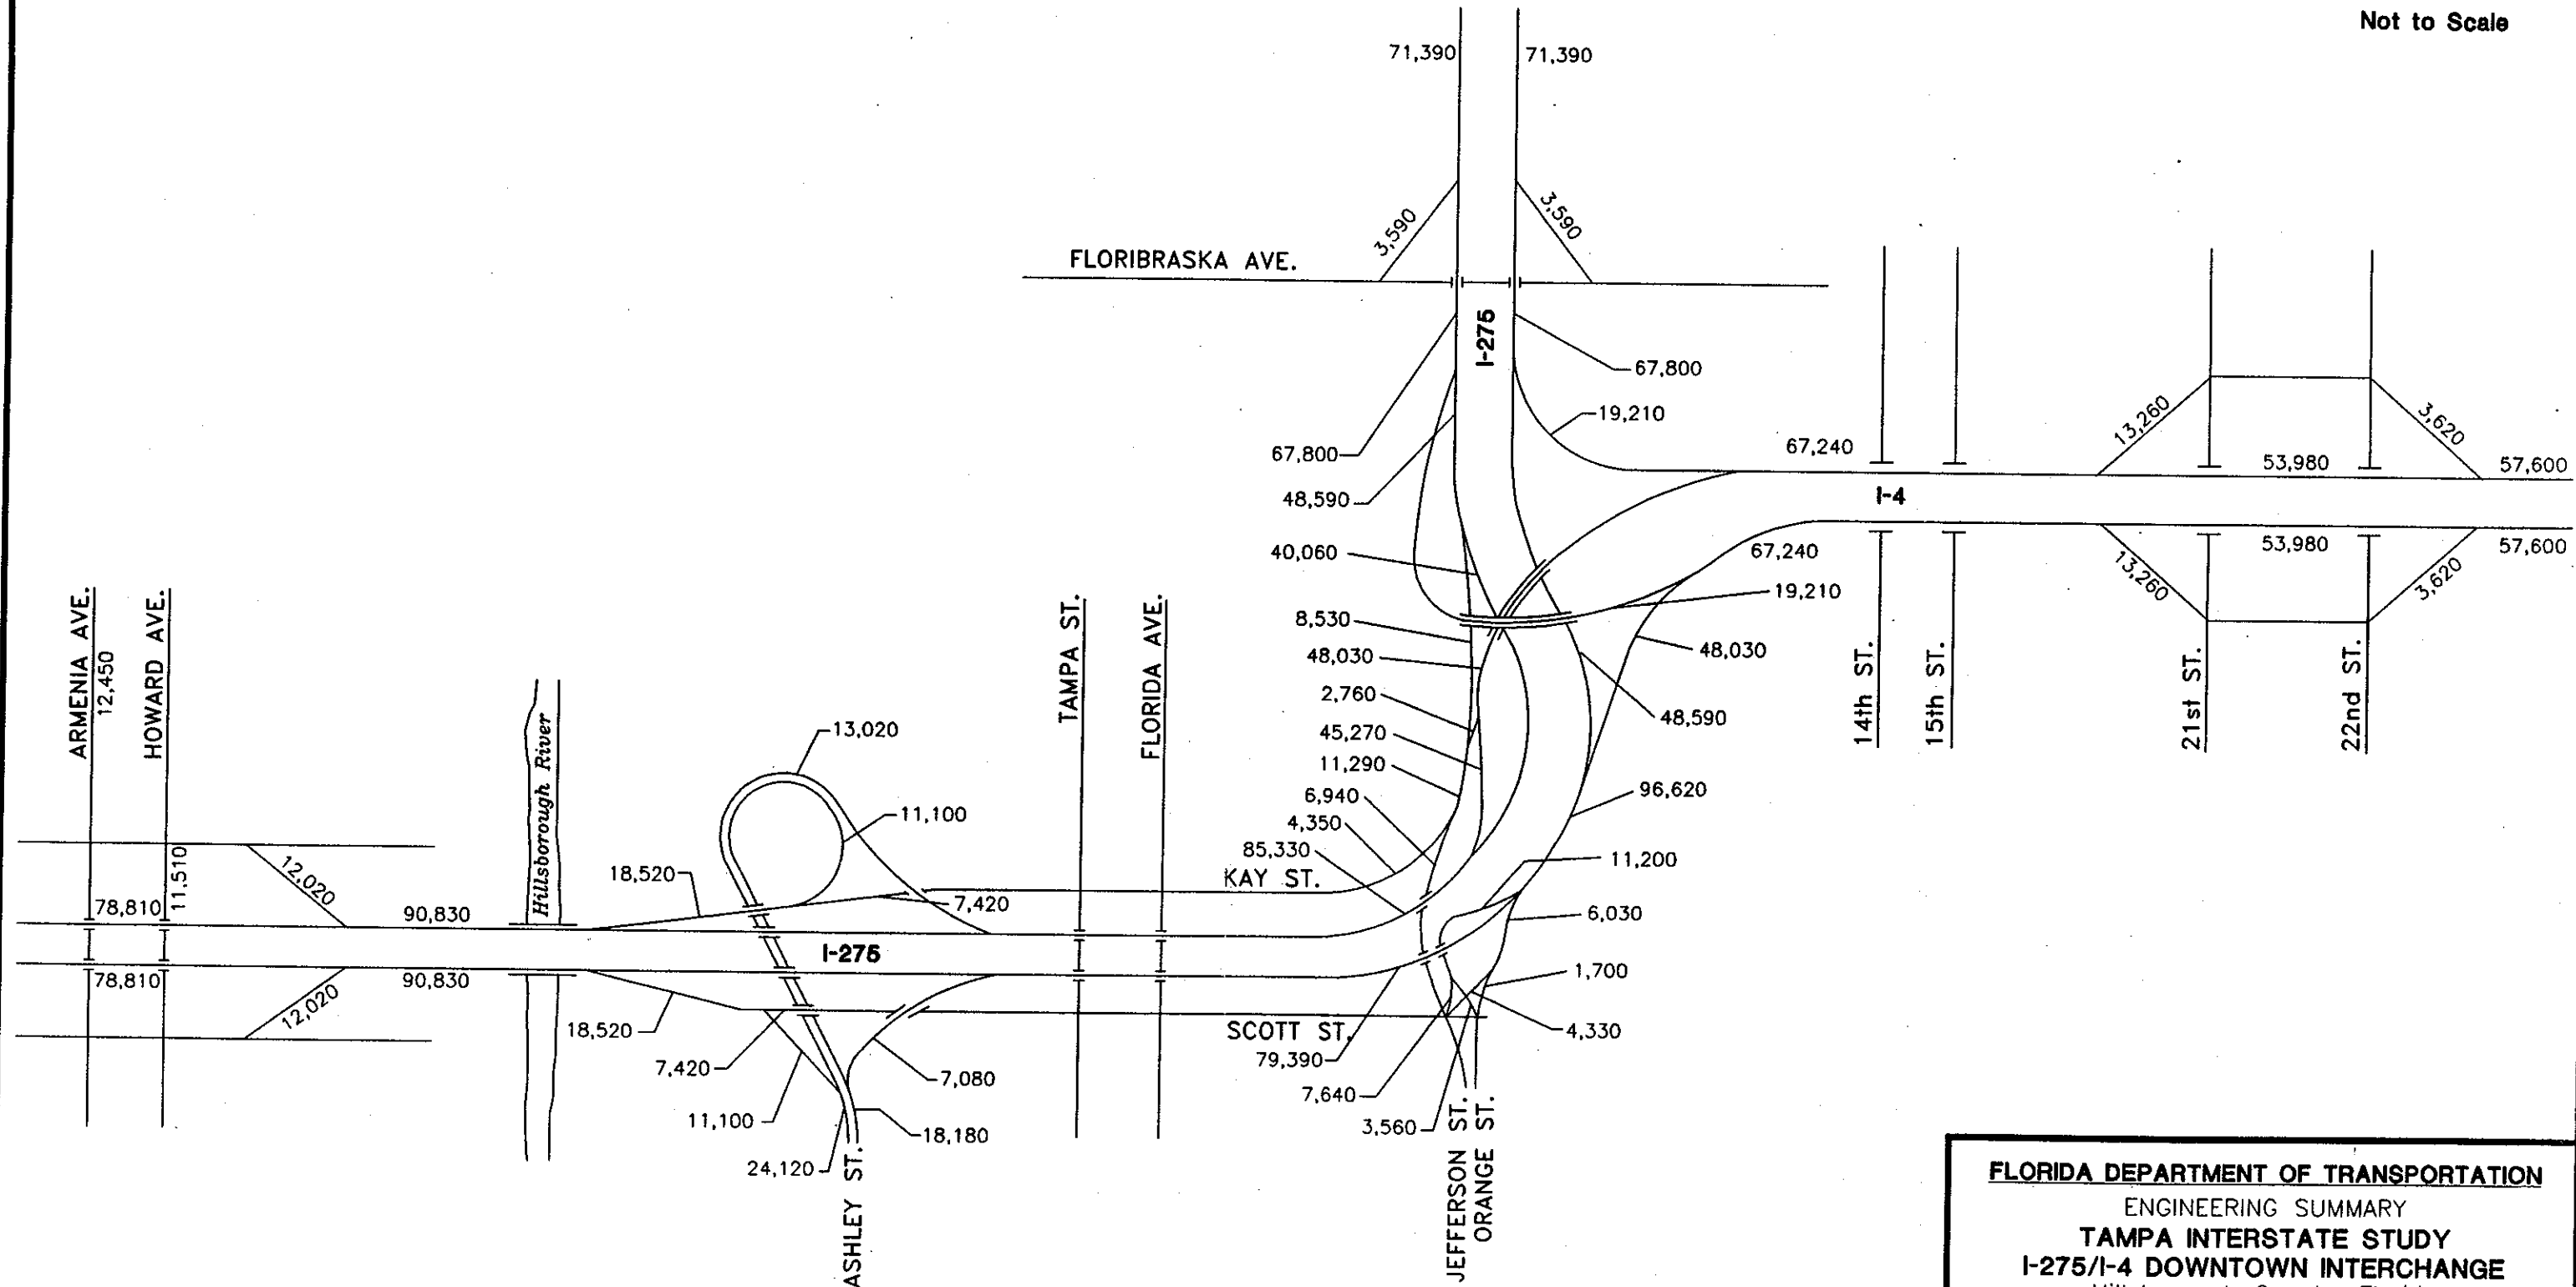 Not to Scale
71,390
71,390
3,590
3,590
FLORIBRASKA AVE.
I-275
67,800
19,210
67,800
48,590
67,240
I-4
13,260
53,980
3,620
57,600
40,060
67,240
53,980
57,600
13,260
3,620
19,210
8,530
48,030
48,030
2,760
48,590
45,270
11,290
96,620
6,940
4,350
85,330
11,200
KAY ST.
6,030
1,700
4,330
SCOTT ST.
79,390
7,640
3,560
14th ST.
15th ST.
21st ST.
22nd ST.
ARMENIA AVE.
12,450
HOWARD AVE.
11,510
Hillsborough River
TAMPA ST.
FLORIDA AVE.
13,020
11,100
18,520
7,420
12,020
78,810
90,830
I-275
78,810
90,830
12,020
18,520
7,420
7,080
11,100
18,180
24,120
ASHLEY ST.
JEFFERSON ST.
ORANGE ST.
FLORIDA DEPARTMENT OF TRANSPORTATION
ENGINEERING SUMMARY
TAMPA INTERSTATE STUDY
I-275/I-4 DOWNTOWN INTERCHANGE